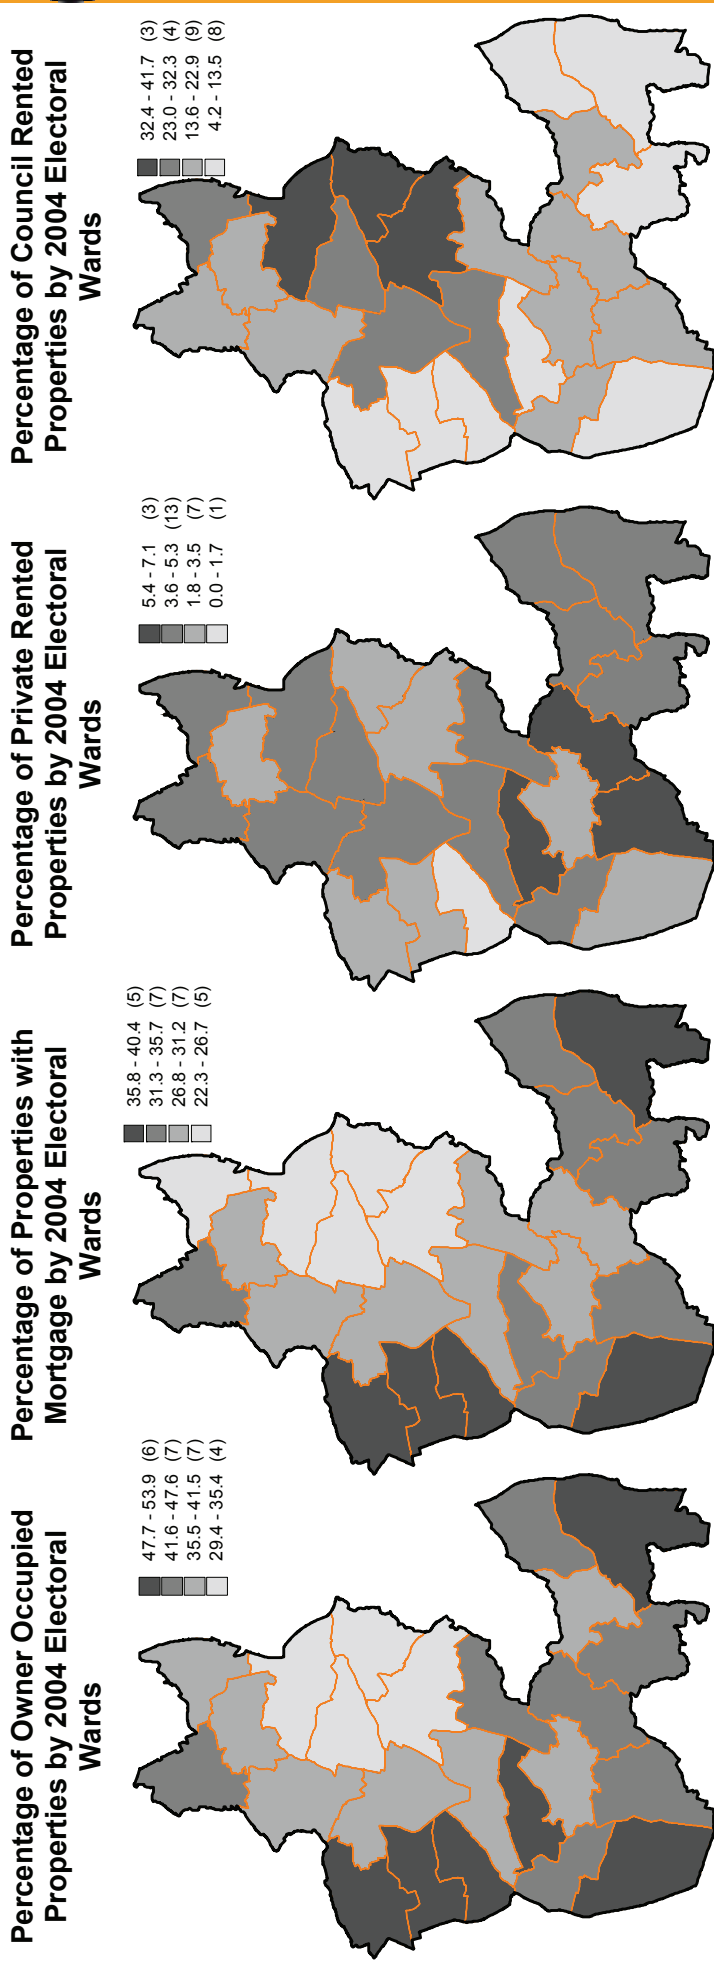 Percentage of Owner Occupied
Properties by 2004 Electoral
Wards
47.7 - 53.9 (6)
41.6 - 47.6 (7)
35.5 - 41.5 (7)
29.4 - 35.4 (4)
Percentage of Properties with
Mortgage by 2004 Electoral
Wards
35.8 - 40.4 (5)
31.3 - 35.7 (7)
26.8 - 31.2 (7)
22.3 - 26.7 (5)
Percentage of Private Rented
Properties by 2004 Electoral
Wards
5.4 - 7.1 (3)
3.6 - 5.3 (13)
1.8 - 3.5 (7)
0.0 - 1.7 (1)
Percentage of Council Rented
Properties by 2004 Electoral
Wards
32.4 - 41.7 (3)
23.0 - 32.3 (4)
13.6 - 22.9 (9)
4.2 - 13.5 (8)